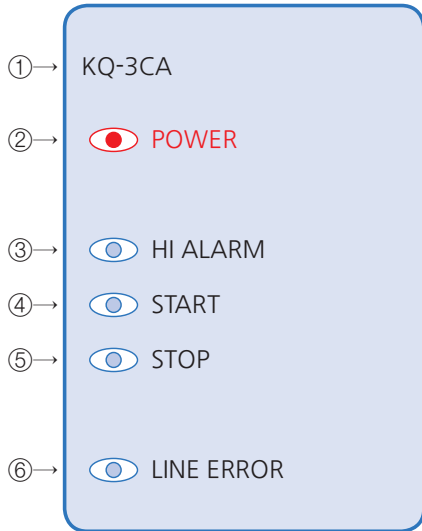 ①→ KQ-3CA
②→ POWER
③→ HI ALARM
④→ START
⑤→ STOP
⑥→ LINE ERROR